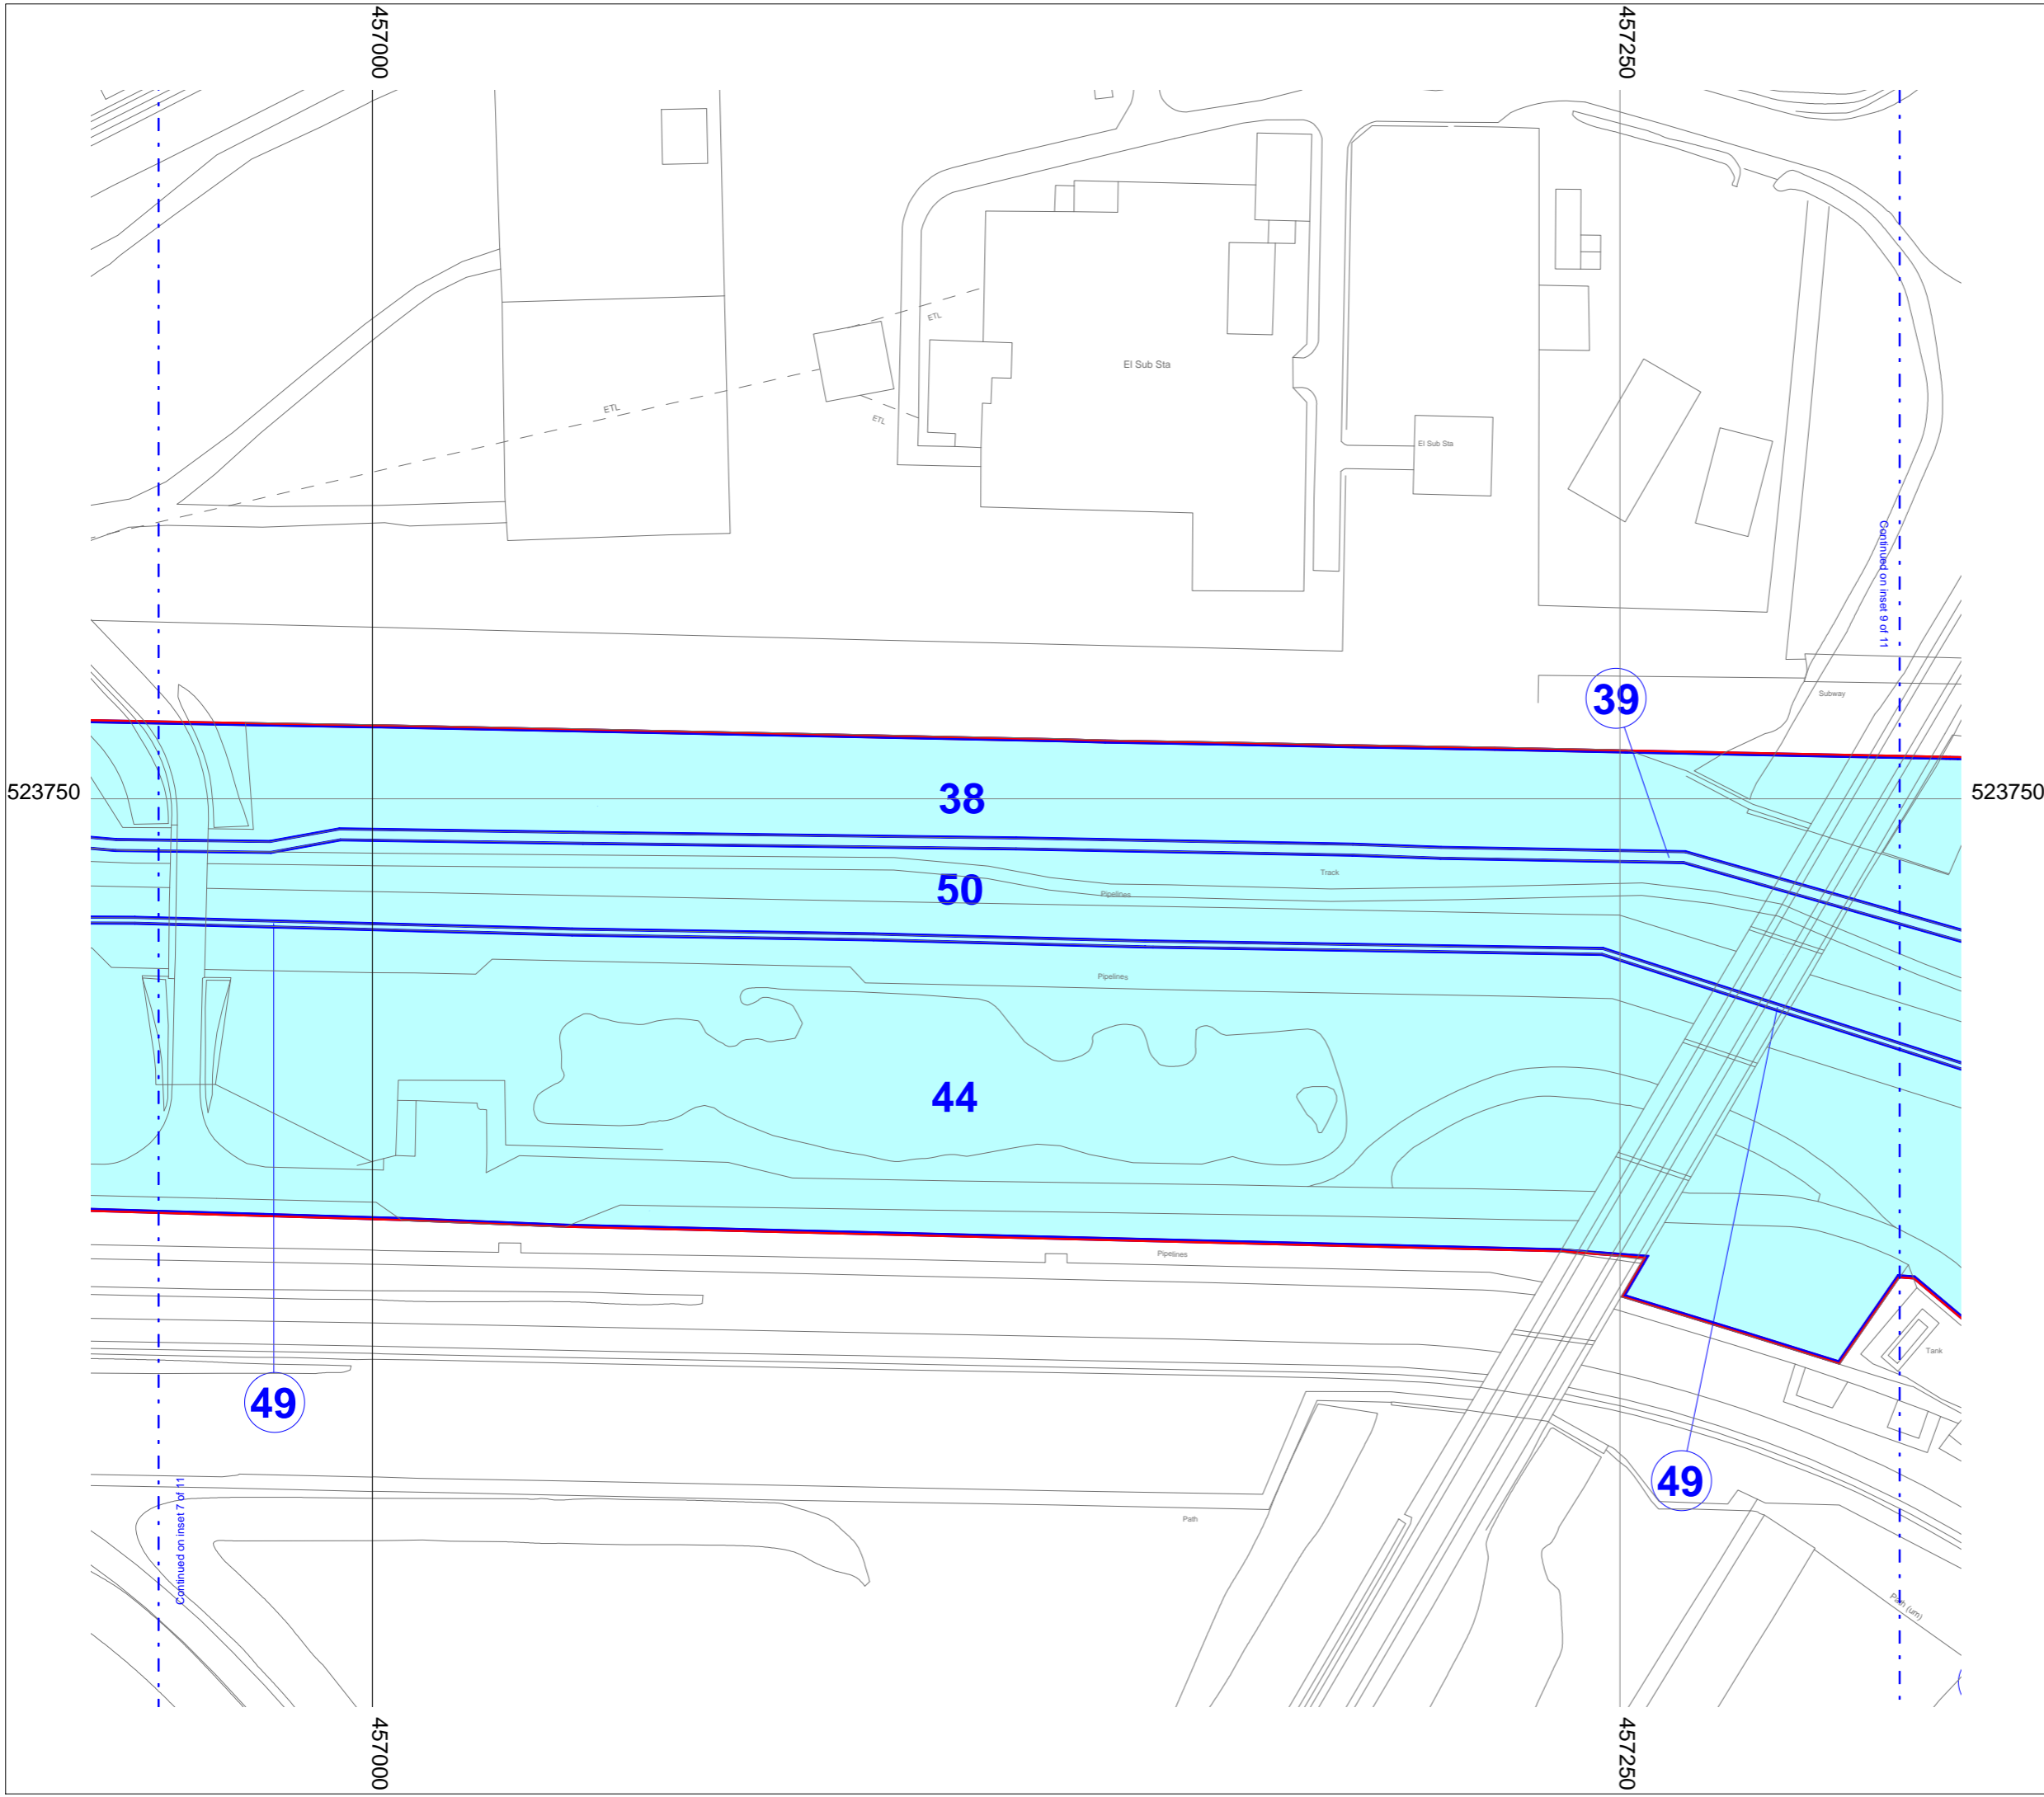 457000
457250
ETL
El Sub Sta
ETL
ETL
El Sub Sta
Continued on inset 9 of 11
39
Subway
523750
38
523750
Track
50
Pipelines
Pipelines
44
Pipelines
Tank
49
49
Continued on inset 7 of 11
Path
Path (um)
457000
457250